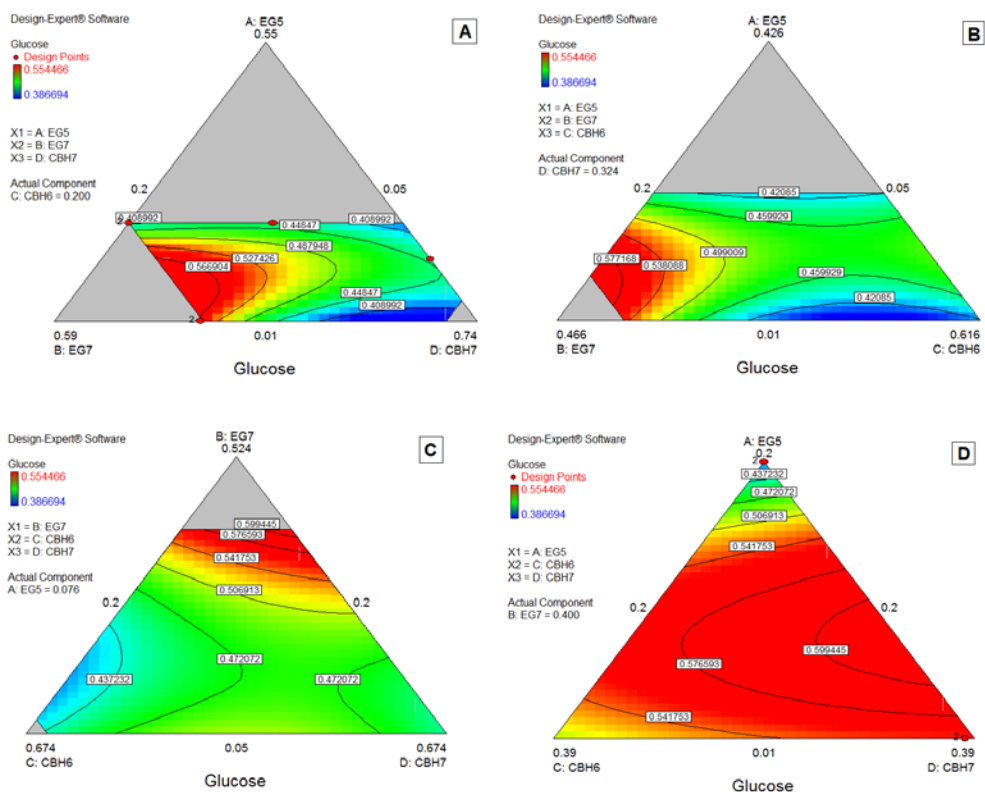 Design-Expert® Software
Glucose
Design Points
0.554466
0.386694
X1 = A: EG5
X2 = B: EG7
X3 = D: CBH7
Actual Component
C: CBH6 = 0.200
A
A: EG5
0.55
0.2
0.05
2
0.408992
0.408992
0.44847
0.487948
0.527426
0.566904
0.44847
0.408992
2
0.59
0.01
0.74
B: EG7
D: CBH7
Glucose
Design-Expert® Software
Glucose
0.554466
0.386694
X1 = A: EG5
X2 = B: EG7
X3 = C: CBH6
Actual Component
D: CBH7 = 0.324
B
A: EG5
0.426
0.2
0.05
0.42085
0.459929
0.499009
0.577168
0.538088
0.459929
0.42085
0.466
0.01
0.616
B: EG7
C: CBH6
Glucose
Design-Expert® Software
Glucose
0.554466
0.386694
X1 = B: EG7
X2 = C: CBH6
X3 = D: CBH7
Actual Component
A: EG5 = 0.076
C
B: EG7
0.524
0.599445
0.576593
0.541753
0.506913
0.2
0.2
0.472072
0.437232
0.472072
0.674
0.05
0.674
C: CBH6
D: CBH7
Glucose
Design-Expert® Software
Glucose
Design Points
0.554466
0.386694
X1 = A: EG5
X2 = C: CBH6
X3 = D: CBH7
Actual Component
B: EG7 = 0.400
D
A: EG5
0.2
2
0.437232
0.472072
0.506913
0.541753
0.2
0.2
0.599445
0.576593
0.541753
2
0.39
0.01
0.39
C: CBH6
D: CBH7
Glucose